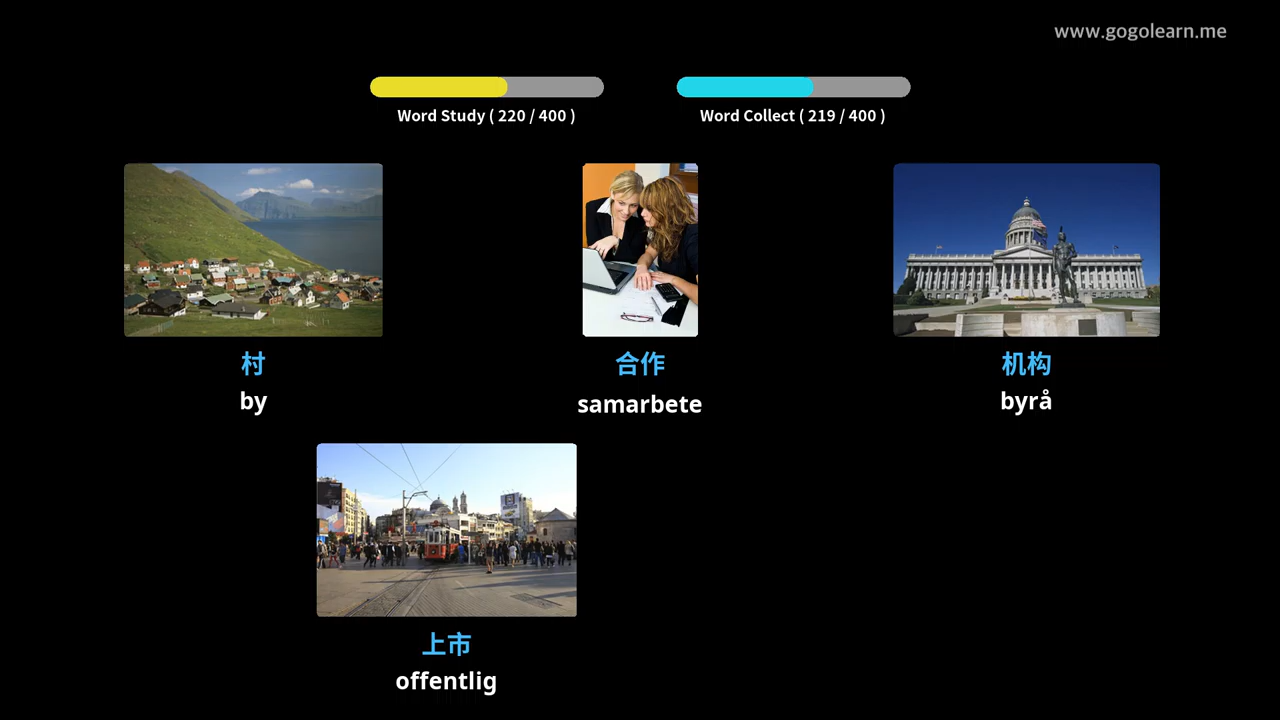 www.gogolearn.me
Word Study ( 220 / 400 )
Word Collect ( 219 / 400 )
村
by
合作
samarbete
机构
byrå
上市
offentlig